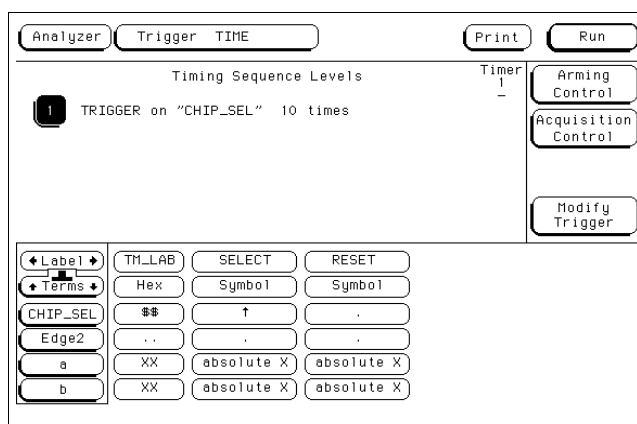 Analyzer Trigger TIME Print Run
Timing Sequence Levels
Timer
1
–
Arming
Control
1 TRIGGER on "CHIP_SEL" 10 times
Acquisition
Control
Modify
Trigger
Label TM_LAB SELECT RESET
Terms Hex Symbol Symbol
CHIP_SEL $$ ↑ .
Edge2 .. . .
a XX absolute X absolute X
b XX absolute X absolute X